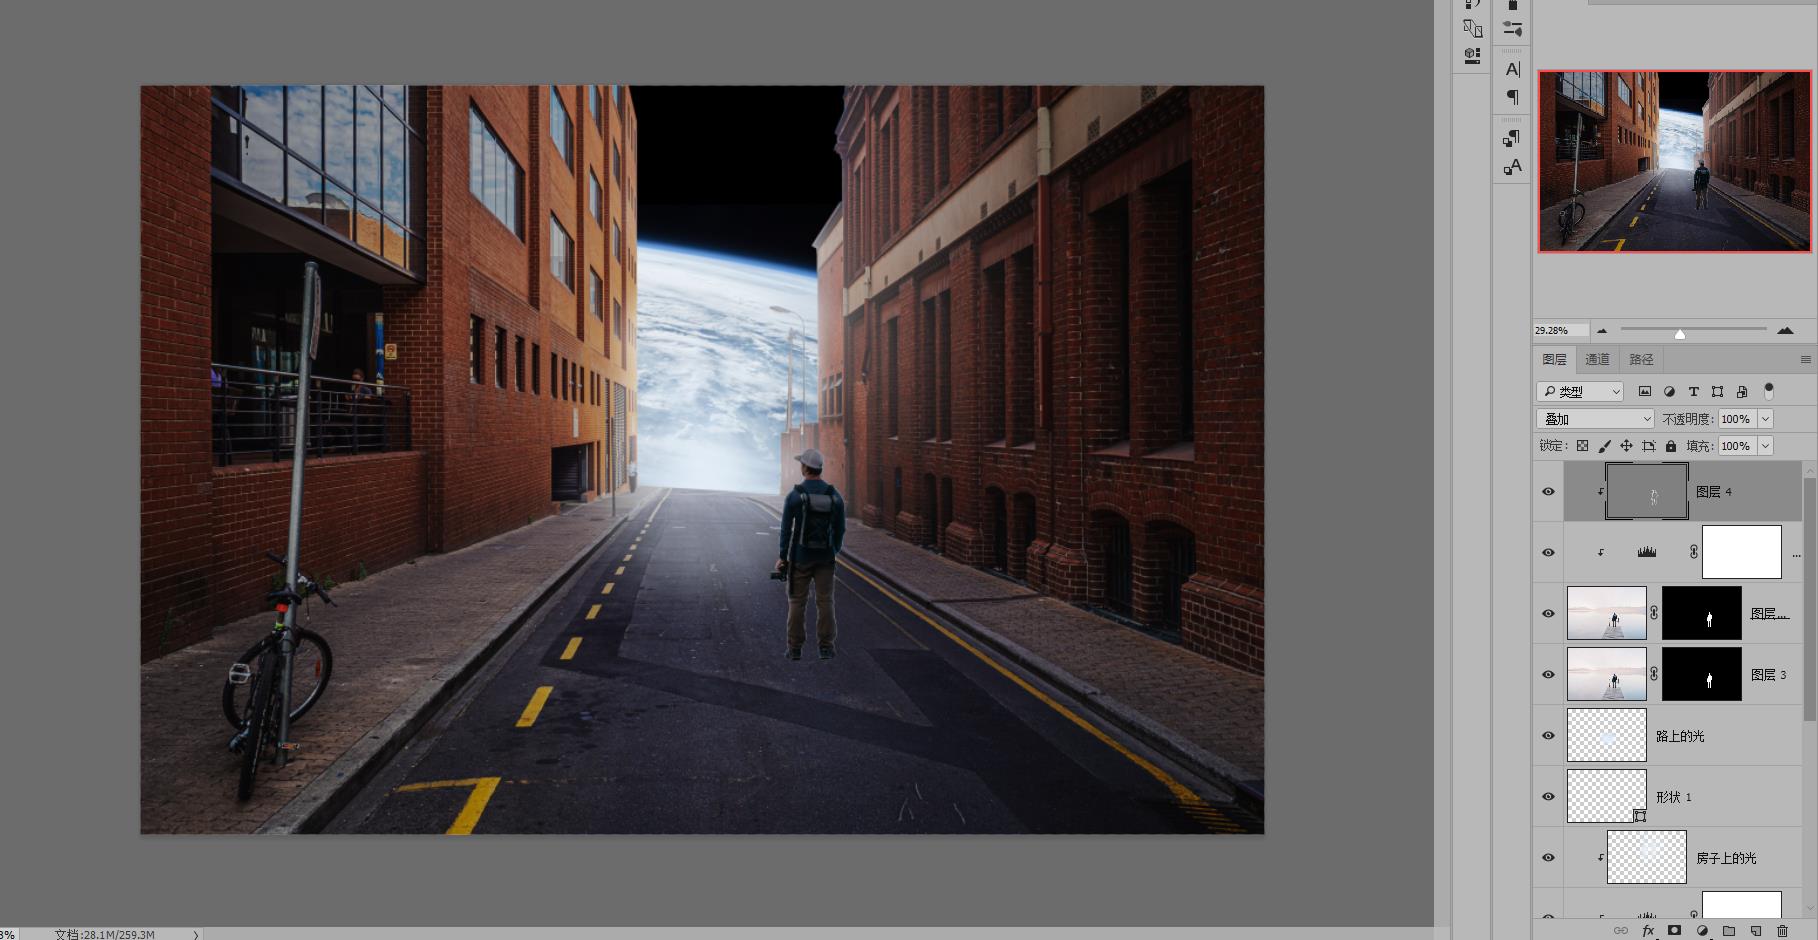 29.28%
图层 通道 路径
类型
叠加 不透明度: 100%
锁定: 填充: 100%
图层 4
...
图层...
图层 3
路上的光
形状 1
房子上的光
fx
文档:28.1M/259.3M